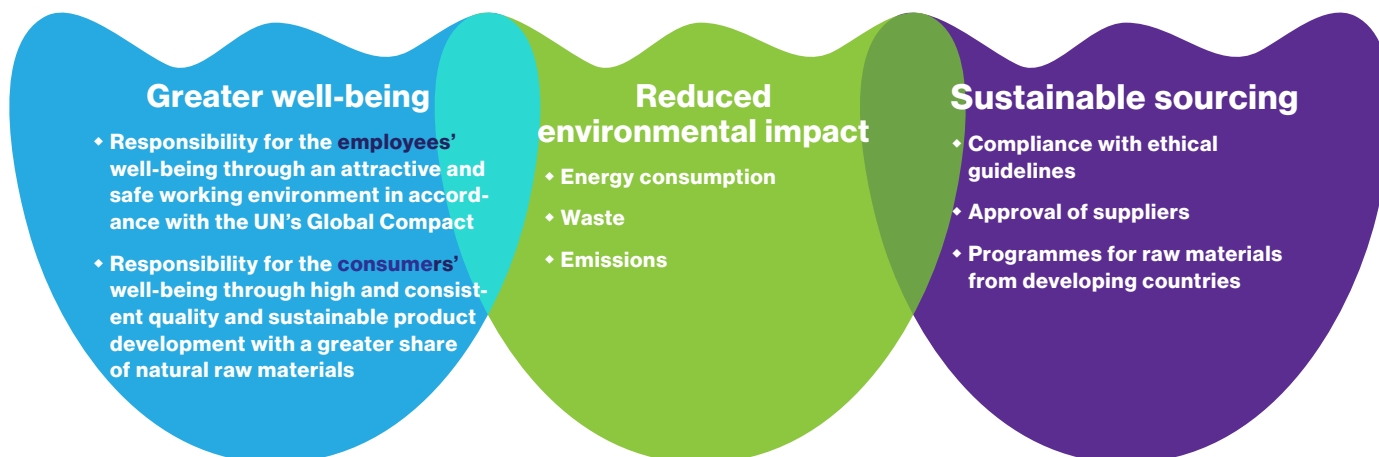 Greater well-being
◆ Responsibility for the employees’
well-being through an attractive and
safe working environment in accord-
ance with the UN’s Global Compact
◆ Responsibility for the consumers’
well-being through high and consist-
ent quality and sustainable product
development with a greater share
of natural raw materials
Reduced
environmental impact
◆ Energy consumption
◆ Waste
◆ Emissions
Sustainable sourcing
◆ Compliance with ethical
guidelines
◆ Approval of suppliers
◆ Programmes for raw materials
from developing countries